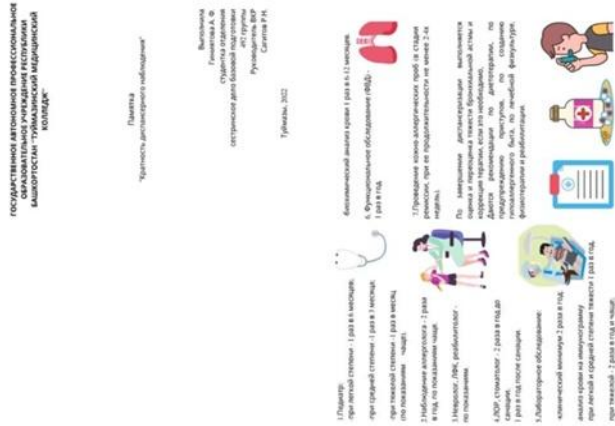 ГОСУДАРСТВЕННОЕ АВТОНОМНОЕ ПРОФЕССИОНАЛЬНОЕ
ОБРАЗОВАТЕЛЬНОЕ УЧРЕЖДЕНИЕ РЕСПУБЛИКИ
БАШКОРТОСТАН "ТУЙМАЗИНСКИЙ МЕДИЦИНСКИЙ
КОЛЛЕДЖ"
Памятка
"Кратность диспансерного наблюдения"
Выполнила
А. Ф.
студентка отделения
сестринское дело базовой подготовки
группы
Руководитель ВКР
Сагитов Р.Н.
Туймазы, 2022
1.Педиатр:
-при легкой степени - 1 раз в 6 месяцев;
-при средней степени -1 раз в 3 месяца;
-при тяжелой степени -1 раз в месяц
(по показаниям чаще).
2.Наблюдение аллерголога - 2 раза
в год, по показаниям чаще.
3.Невролог, ЛФК, реабилитолог -
по показаниям.
4.ЛОР, стоматолог - 2 раза в год до
санации,
1 раз в год после санации.
5.Лабораторное обследование:
-клинический минимум 2 раза в год;
анализ крови на иммунограмму
при легкой и средней степени тяжести 1 раз в год,
при тяжелой - 2 раза в год и чаще;
биохимический анализ крови 1 раз в 6-12 месяцев.
6. Функциональное обследование (ФВД) -
1 раз в год
7.Проведение кожно-аллергических проб (в стадии
ремиссии, при ее продолжительности не менее 2-4х
недель).
По завершении диспансеризации выполняется
оценка и переоценка тяжести бронхиальной астмы и
коррекция терапии, если это необходимо.
Даются рекомендации по диетотерапии, по
предупреждению приступов, по созданию
гипоаллергенного быта, по лечебной физкультуре,
физиотерапии и реабилитации.